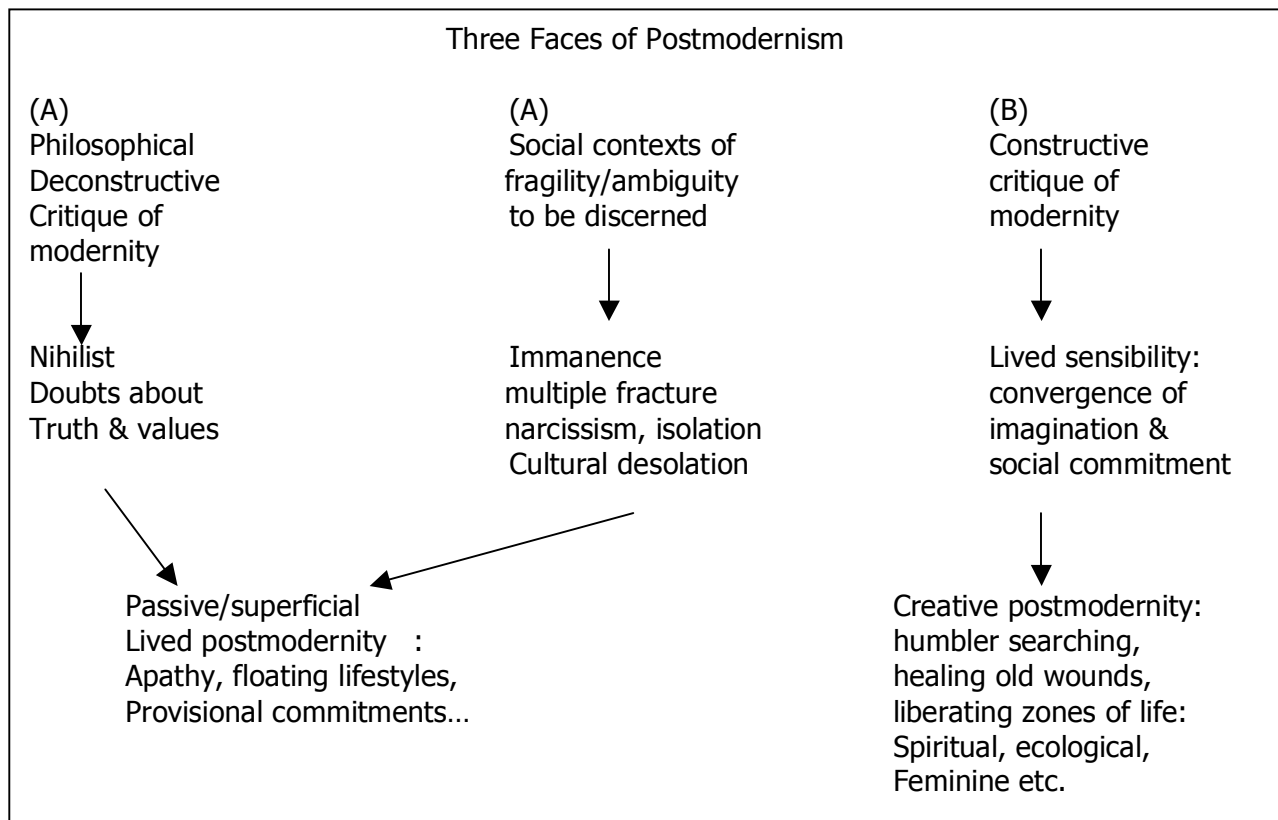 Three Faces of Postmodernism
(A)
Philosophical
Deconstructive
Critique of
modernity
Nihilist
Doubts about
Truth & values
(A)
Social contexts of
fragility/ambiguity
to be discerned
Immanence
multiple fracture
narcissism, isolation
Cultural desolation
Passive/superficial
Lived postmodernity :
Apathy, floating lifestyles,
Provisional commitments…
(B)
Constructive
critique of
modernity
Lived sensibility:
convergence of
imagination &
social commitment
Creative postmodernity:
humbler searching,
healing old wounds,
liberating zones of life:
Spiritual, ecological,
Feminine etc.